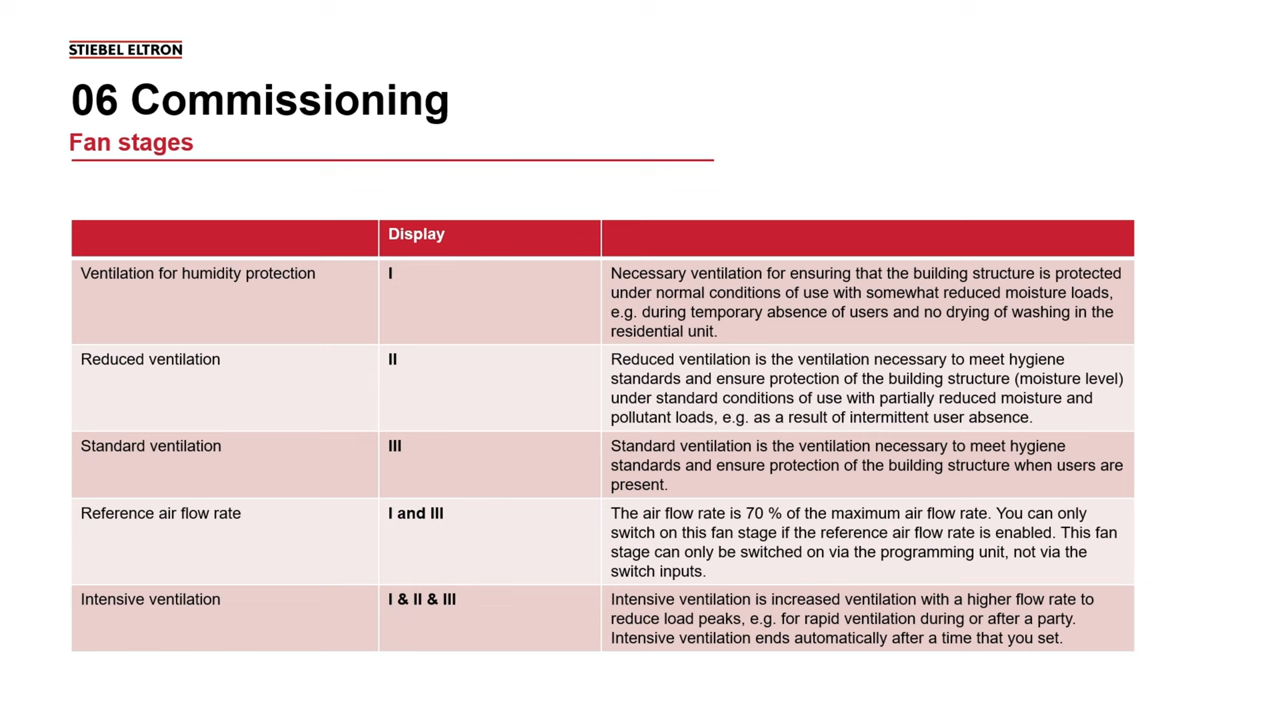 STIEBEL ELTRON
06 Commissioning
Fan stages
Display
Ventilation for humidity protection
I
Necessary ventilation for ensuring that the building structure is protected
under normal conditions of use with somewhat reduced moisture loads,
e.g. during temporary absence of users and no drying of washing in the
residential unit.
Reduced ventilation
II
Reduced ventilation is the ventilation necessary to meet hygiene
standards and ensure protection of the building structure (moisture level)
under standard conditions of use with partially reduced moisture and
pollutant loads, e.g. as a result of intermittent user absence.
Standard ventilation
III
Standard ventilation is the ventilation necessary to meet hygiene
standards and ensure protection of the building structure when users are
present.
Reference air flow rate
I and III
The air flow rate is 70 % of the maximum air flow rate. You can only
switch on this fan stage if the reference air flow rate is enabled. This fan
stage can only be switched on via the programming unit, not via the
switch inputs.
Intensive ventilation
I & II & III
Intensive ventilation is increased ventilation with a higher flow rate to
reduce load peaks, e.g. for rapid ventilation during or after a party.
Intensive ventilation ends automatically after a time that you set.